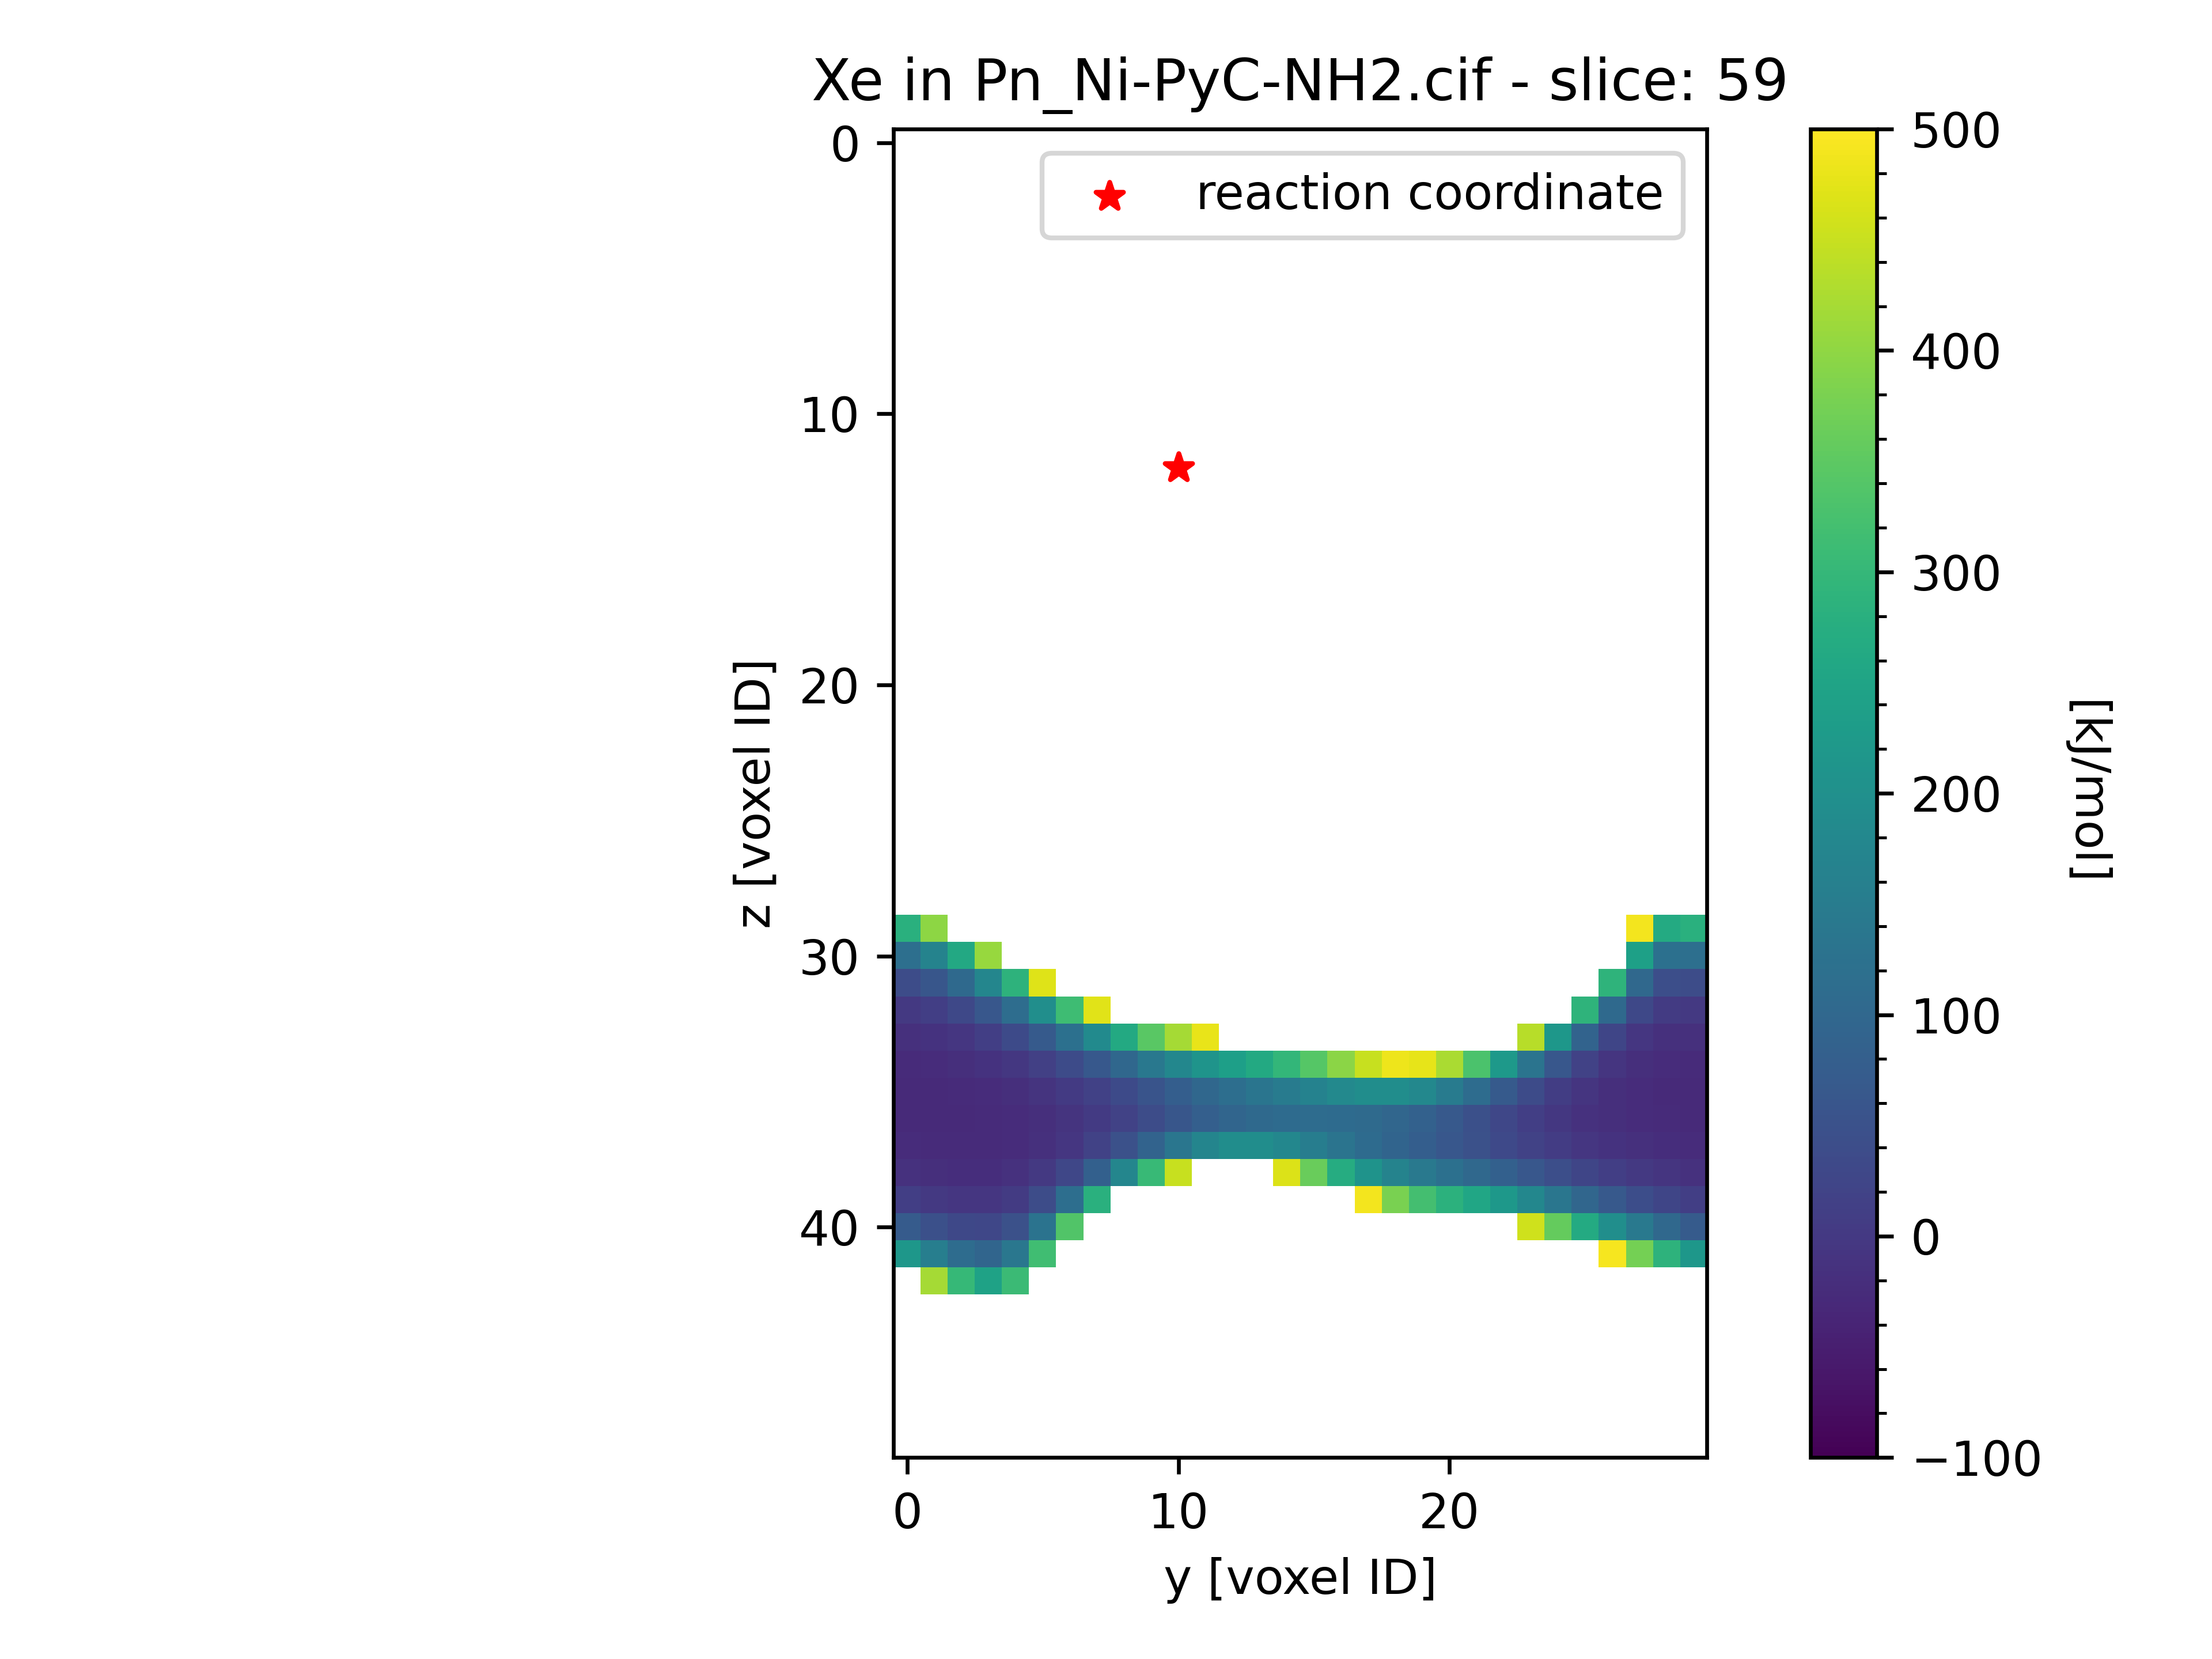 Xe in Pn_Ni-PyC-NH2.cif - slice: 59
reaction coordinate
0
10
20
30
40
z [voxel ID]
0 10 20
y [voxel ID]
500
400
300
200
100
0
−100
[kJ/mol]